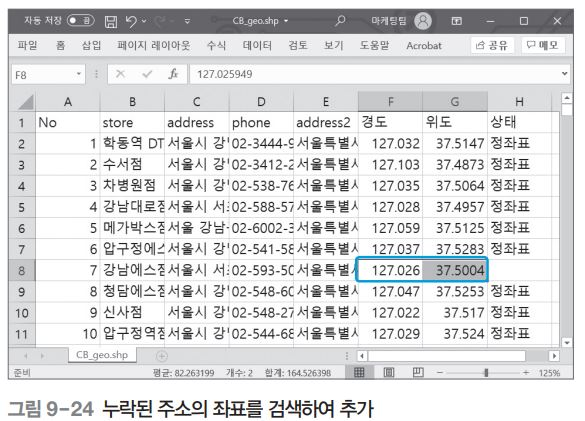 자동 저장 끔 CB_geo.shp 마케팅팀
파일 홈 삽입 페이지 레이아웃 수식 데이터 검토 보기 도움말 Acrobat 공유 메모
F8 fx 127.025949
A B C D E F G H
1 No store address phone address2 경도 위도 상태
2 1 학동역 DT 서울시 강 02-3444-9 서울특별시 127.032 37.5147 정좌표
3 2 수서점 서울시 강 02-3412-2 서울특별시 127.103 37.4873 정좌표
4 3 차병원점 서울시 강 02-538-76 서울특별시 127.035 37.5064 정좌표
5 4 강남대로점 서울시 서초 02-588-57 서울특별시 127.028 37.4957 정좌표
6 5 메가박스점 서울 강남 02-6002-3 서울특별시 127.059 37.5125 정좌표
7 6 압구정에스 서울시 강 02-541-58 서울특별시 127.037 37.5283 정좌표
8 7 강남에스점 서울시 서초 02-593-50 서울특별시 127.026 37.5004
9 8 청담에스점 서울시 강 02-548-60 서울특별시 127.047 37.5253 정좌표
10 9 신사점 서울시 강 02-548-27 서울특별시 127.022 37.517 정좌표
11 10 압구정역점 서울시 강 02-544-68 서울특별시 127.029 37.524 정좌표
CB_geo.shp
준비 평균: 82.263199 개수: 2 합계: 164.526398 125%
그림 9-24 누락된 주소의 좌표를 검색하여 추가